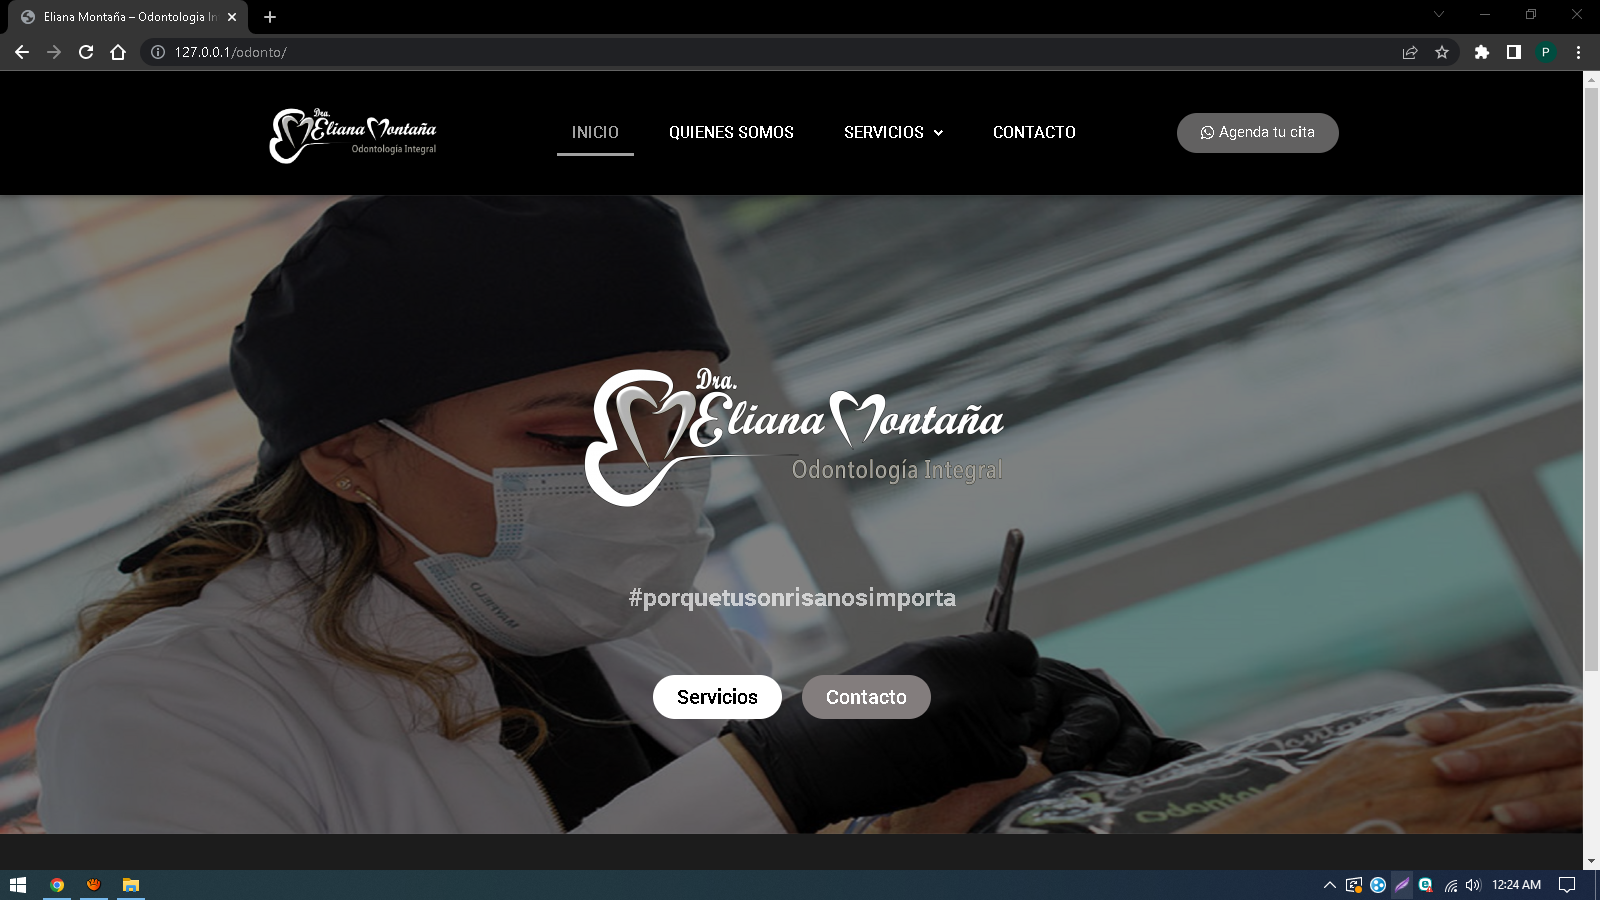 Eliana Montaña – Odontologia In
127.0.0.1/odonto/
P
Dra.
Eliana Montaña
Odontología Integral
INICIO
QUIENES SOMOS
SERVICIOS
CONTACTO
Agenda tu cita
Dra.
Eliana Montaña
Odontología Integral
#porquetusonrisanosimporta
Servicios
Contacto
12:24 AM